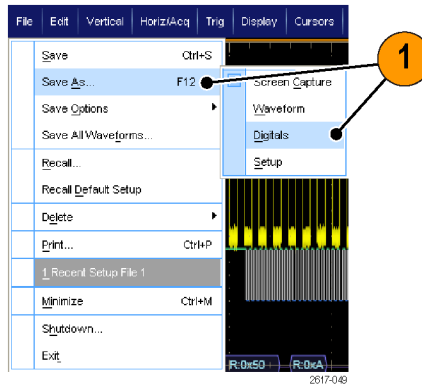 File Edit Vertical Horiz/Acq Trig Display Cursors
Save Ctrl+S
Save As... F12
Save Options
Save All Waveforms...
Recall...
Recall Default Setup
Delete
Print... Ctrl+P
1 Recent Setup File 1
Minimize Ctrl+M
Shutdown...
Exit
Screen Capture
Waveform
Digitals
Setup
1
R:0x50 R:0xA
2617-049